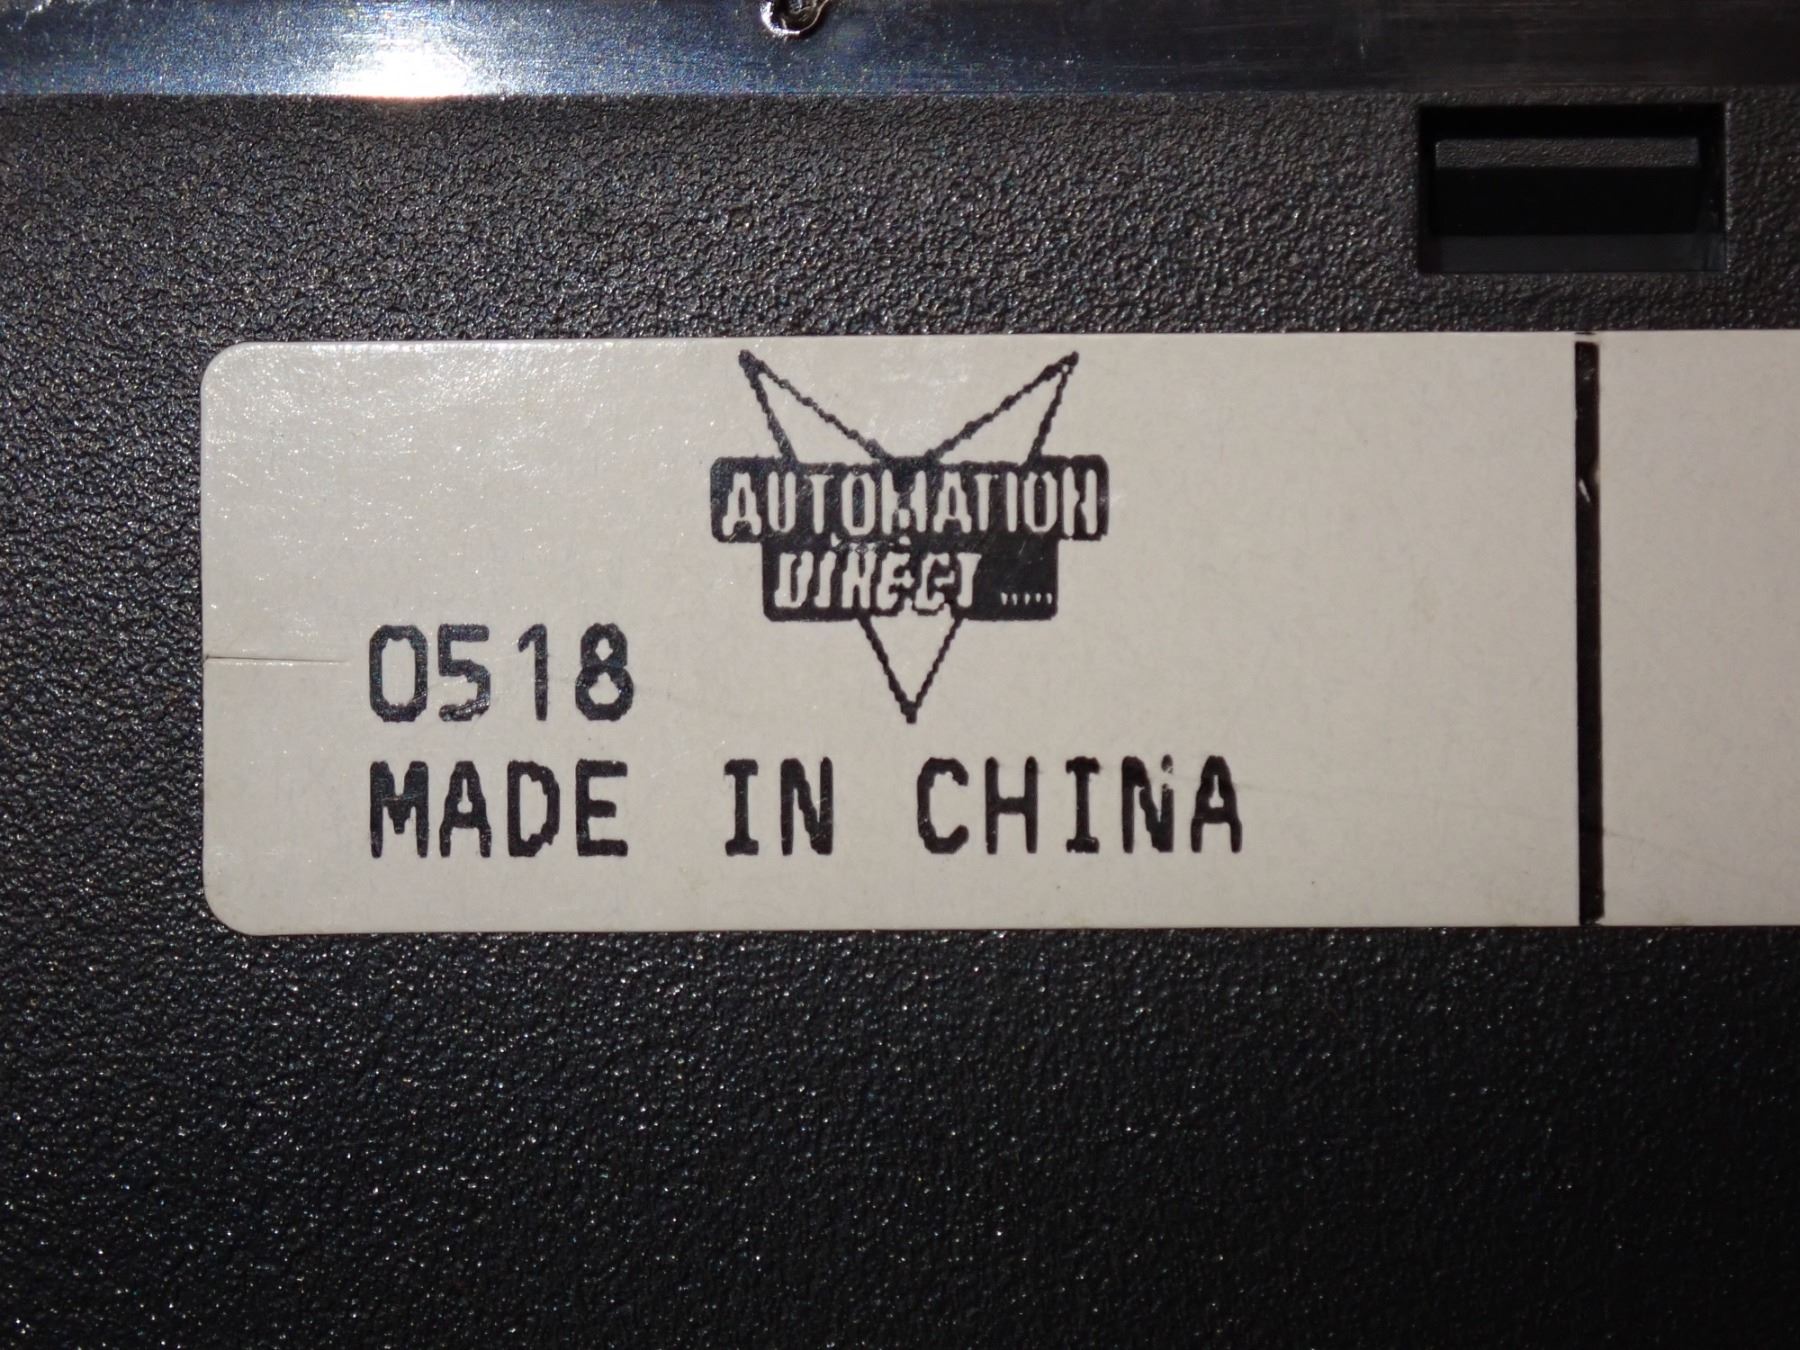 AUTOMATION
DIRECT.....
0518
MADE IN CHINA